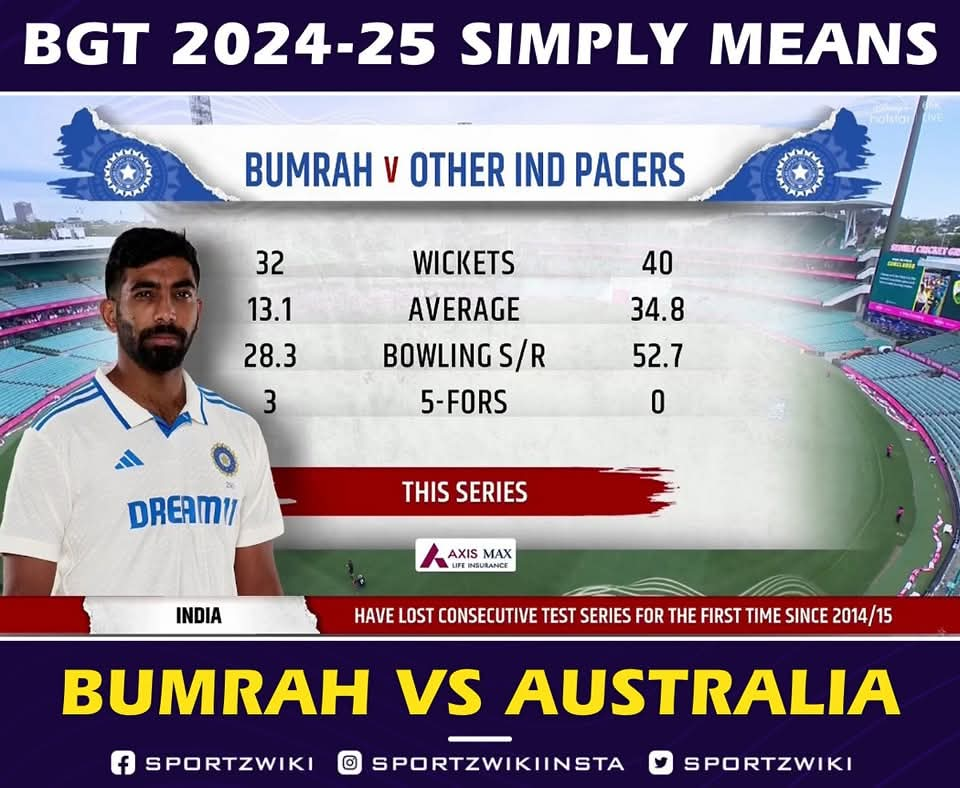 BGT 2024-25 SIMPLY MEANS
hotstar
LIVE
BUMRAH V OTHER IND PACERS
32 WICKETS 40
13.1 AVERAGE 34.8
28.3 BOWLING S/R 52.7
3 5-FORS 0
DREAM11
THIS SERIES
AXIS MAX
LIFE INSURANCE
INDIA HAVE LOST CONSECUTIVE TEST SERIES FOR THE FIRST TIME SINCE 2014/15
BUMRAH VS AUSTRALIA
SPORTZWIKI SPORTZWIKIINSTA SPORTZWIKI